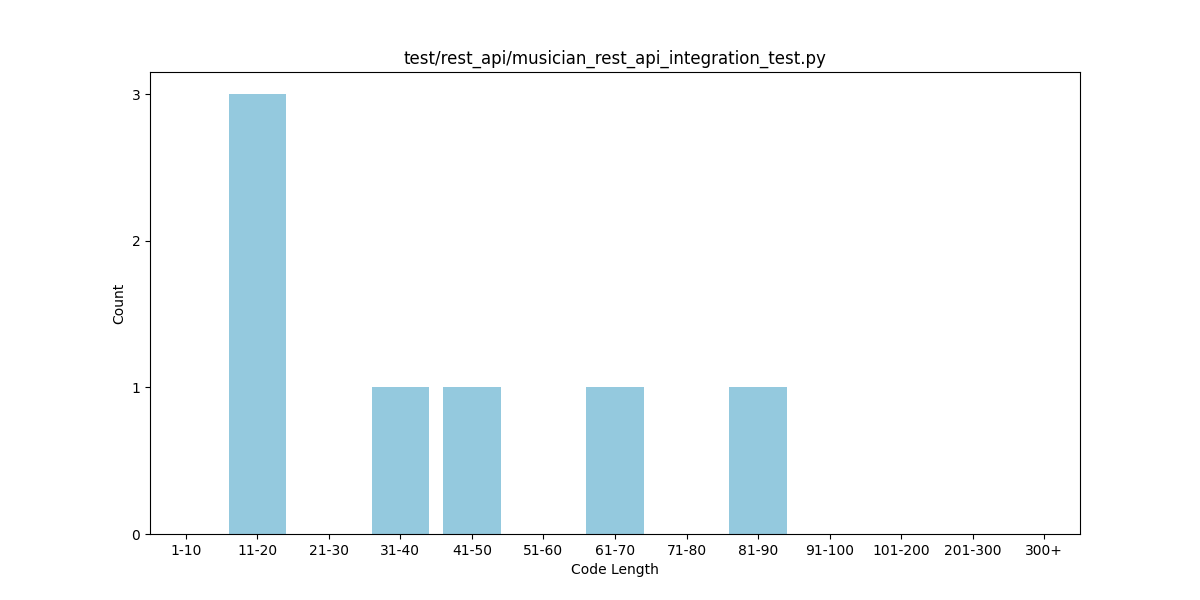 test/rest_api/musician_rest_api_integration_test.py
3
2
1
0
Count
1-10 11-20 21-30 31-40 41-50 51-60 61-70 71-80 81-90 91-100 101-200 201-300 300+
Code Length